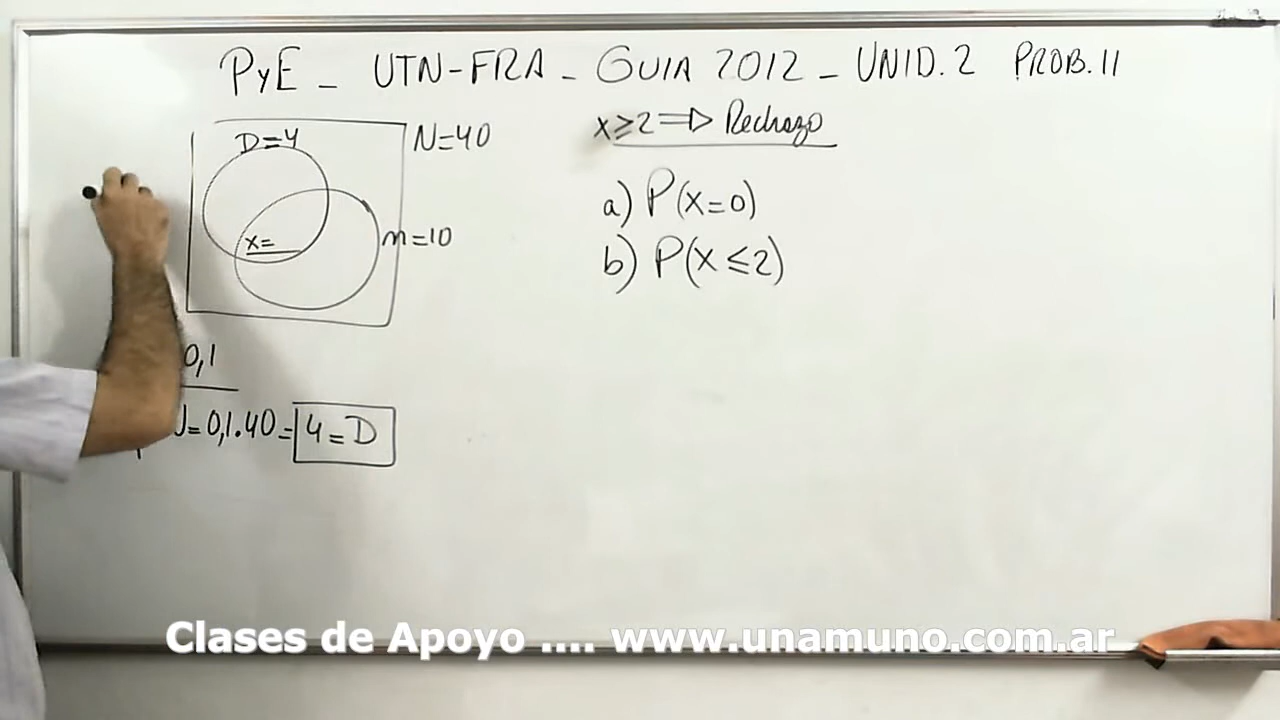 PyE - UTN-FRA - GUIA 2012 - UNID. 2 PROB. 11
D=4
N=40
x=
n=10
0,1
=0,1.40= 4=D
x≥2 ⇒ Rechazo
a) P(x=0)
b) P(x≤2)
Clases de Apoyo .... www.unamuno.com.ar